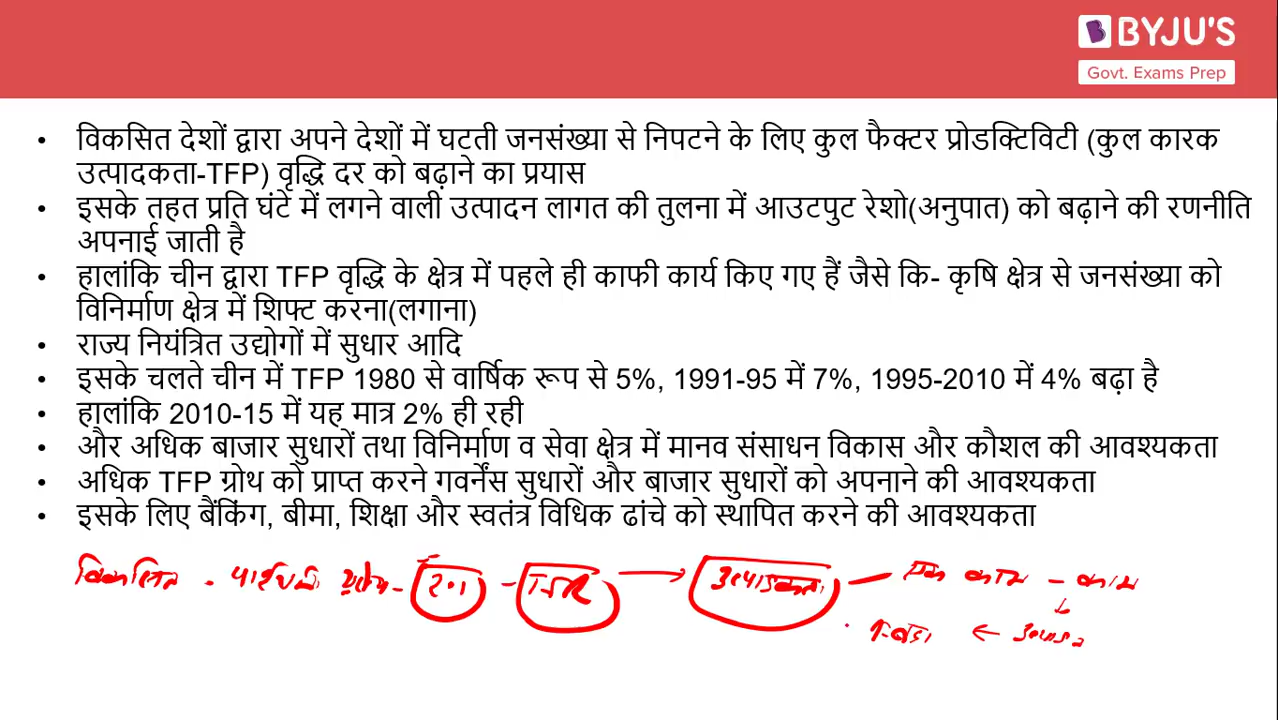 BYJU'S
Govt. Exams Prep
• विकसित देशों द्वारा अपने देशों में घटती जनसंख्या से निपटने के लिए कुल फैक्टर प्रोडक्टिविटी (कुल कारक
उत्पादकता-TFP) वृद्धि दर को बढ़ाने का प्रयास
• इसके तहत प्रति घंटे में लगने वाली उत्पादन लागत की तुलना में आउटपुट रेशो(अनुपात) को बढ़ाने की रणनीति
अपनाई जाती है
• हालांकि चीन द्वारा TFP वृद्धि के क्षेत्र में पहले ही काफी कार्य किए गए हैं जैसे कि- कृषि क्षेत्र से जनसंख्या को
विनिर्माण क्षेत्र में शिफ्ट करना(लगाना)
• राज्य नियंत्रित उद्योगों में सुधार आदि
• इसके चलते चीन में TFP 1980 से वार्षिक रूप से 5%, 1991-95 में 7%, 1995-2010 में 4% बढ़ा है
• हालांकि 2010-15 में यह मात्र 2% ही रही
• और अधिक बाजार सुधारों तथा विनिर्माण व सेवा क्षेत्र में मानव संसाधन विकास और कौशल की आवश्यकता
• अधिक TFP ग्रोथ को प्राप्त करने गवर्नेंस सुधारों और बाजार सुधारों को अपनाने की आवश्यकता
• इसके लिए बैंकिंग, बीमा, शिक्षा और स्वतंत्र विधिक ढांचे को स्थापित करने की आवश्यकता
विकसित उत्पादकता